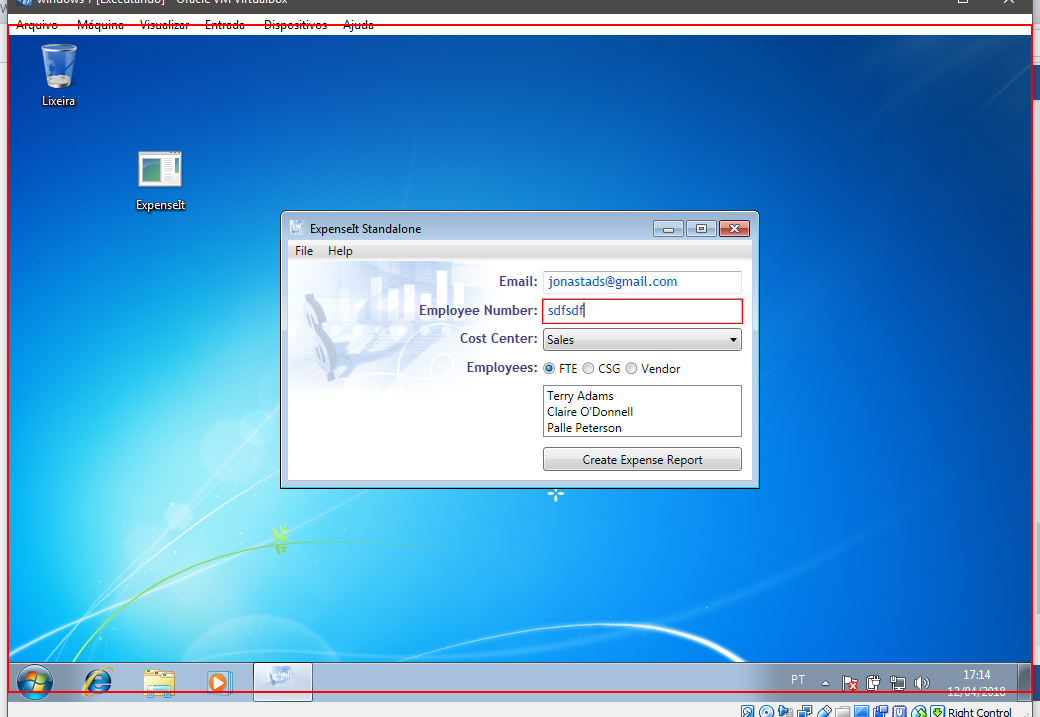 windows 7 [Executando] - Oracle VM VirtualBox
Arquivo Máquina Visualizar Entrada Dispositivos Ajuda
Lixeira
ExpenseIt
ExpenseIt Standalone
File Help
Email: jonastads@gmail.com
Employee Number: sdfsdf
Cost Center: Sales
Employees: FTE CSG Vendor
Terry Adams
Claire O'Donnell
Palle Peterson
Create Expense Report
PT
17:14
12/04/2018
Right Control